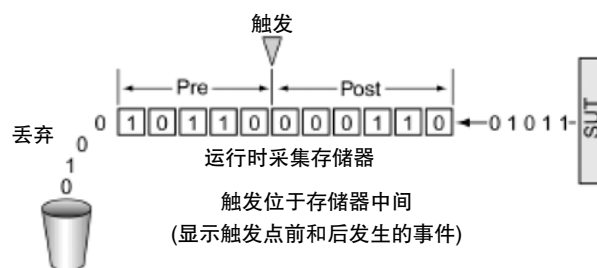 触发
Pre
Post
丢弃
0 1 0 1 1 0 0 0 0 1 1 0 0 1 0 1 1
SUT
0
1
0
运行时采集存储器
触发位于存储器中间
(显示触发点前和后发生的事件)